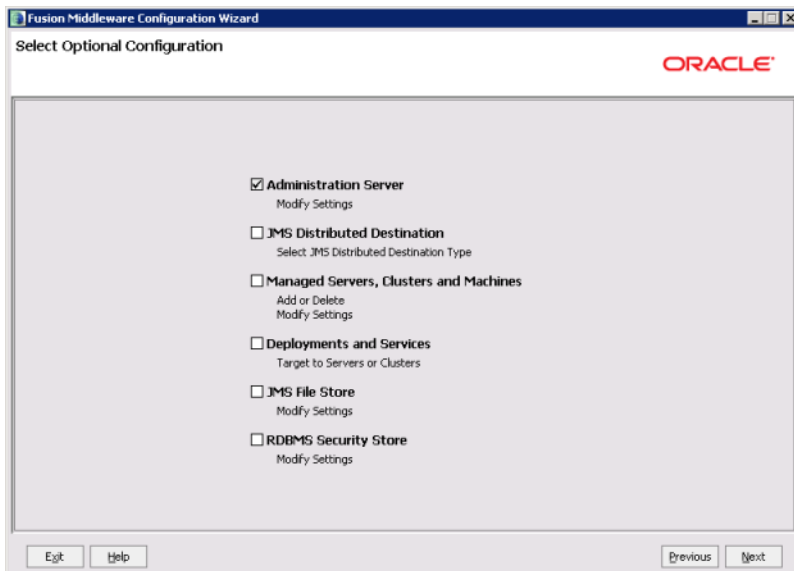 Fusion Middleware Configuration Wizard
Select Optional Configuration
ORACLE
Administration Server
Modify Settings
JMS Distributed Destination
Select JMS Distributed Destination Type
Managed Servers, Clusters and Machines
Add or Delete
Modify Settings
Deployments and Services
Target to Servers or Clusters
JMS File Store
Modify Settings
RDBMS Security Store
Modify Settings
Exit Help Previous Next